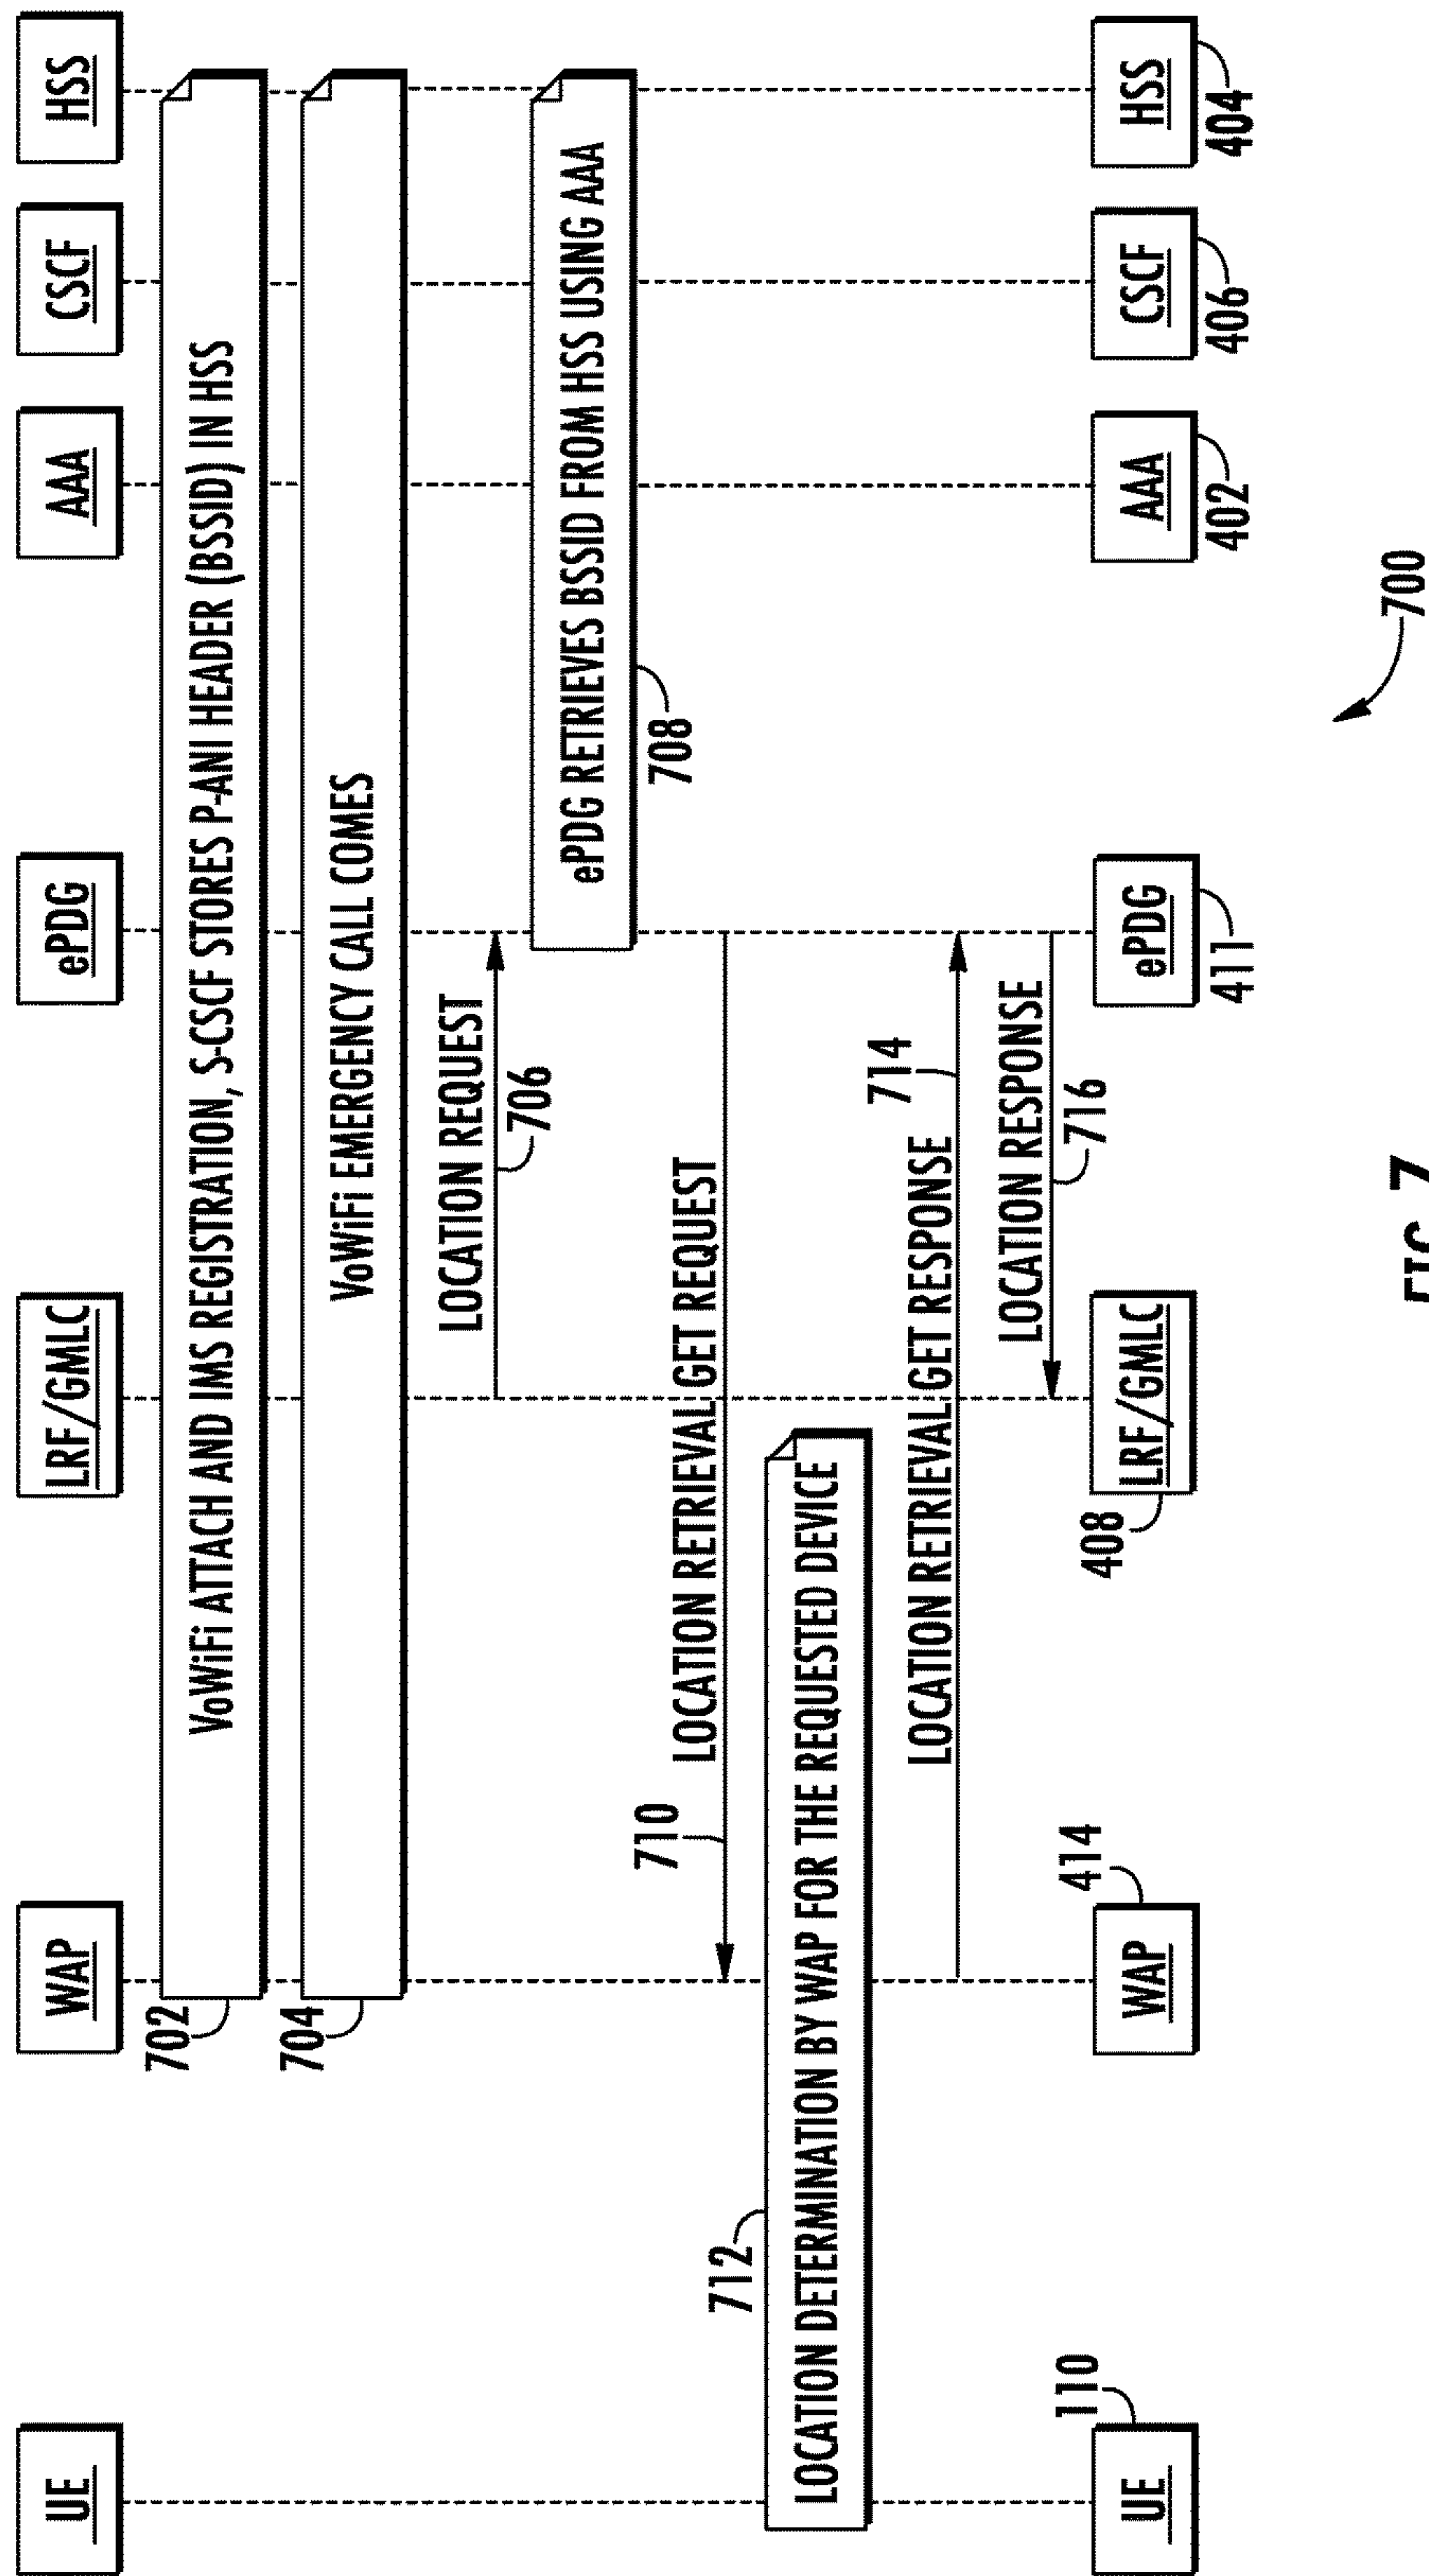 UE
WAP
LRF/GMLC
ePDG
AAA
CSCF
HSS
702
VoWiFi ATTACH AND IMS REGISTRATION, S-CSCF STORES P-ANI HEADER (BSSID) IN HSS
704
VoWiFi EMERGENCY CALL COMES
LOCATION REQUEST
706
ePDG RETRIEVES BSSID FROM HSS USING AAA
708
710
LOCATION RETRIEVAL GET REQUEST
712
LOCATION DETERMINATION BY WAP FOR THE REQUESTED DEVICE
714
LOCATION RETRIEVAL GET RESPONSE
LOCATION RESPONSE
716
110
UE
414
WAP
408
LRF/GMLC
ePDG
411
AAA
402
CSCF
406
HSS
404
700
FIG. 7